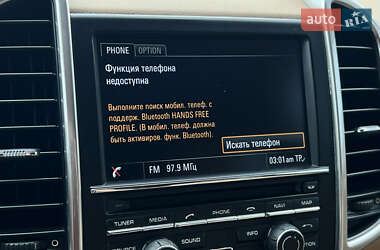 auto RIA
PHONE OPTION
Функция телефона
недоступна
Выполните поиск мобил. телеф. с
поддерж. Bluetooth HANDS FREE
PROFILE. (В мобил. телеф. должна
быть активиров. функ. Bluetooth).
Искать телефон
FM 97.9 МГц
03:01 am TP
TUNER MEDIA PHONE NAVI MAP
SOURCE SOUND INFO